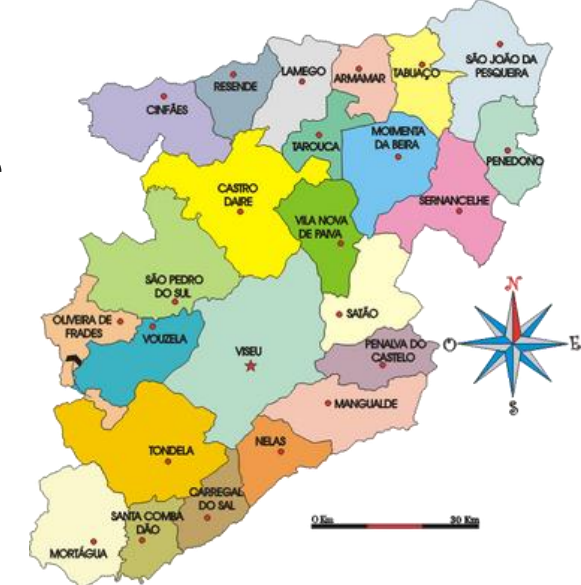 SÃO JOÃO DA
PESQUEIRA
LAMEGO
ARMAMAR
TABUAÇO
RESENDE
CINFÃES
MOIMENTA
DA BEIRA
TAROUCA
PENEDONO
CASTRO
DAIRE
SERNANCELHE
VILA NOVA
DE PAIVA
SÃO PEDRO
DO SUL
N
SATÃO
OLIVEIRA DE
FRADES
VOUZELA
VISEU
PENALVA DO
CASTELO
O
E
S
MANGUALDE
NELAS
TONDELA
CARREGAL
DO SAL
SANTA COMBA
DÃO
MORTÁGUA
0 Km
30 Km